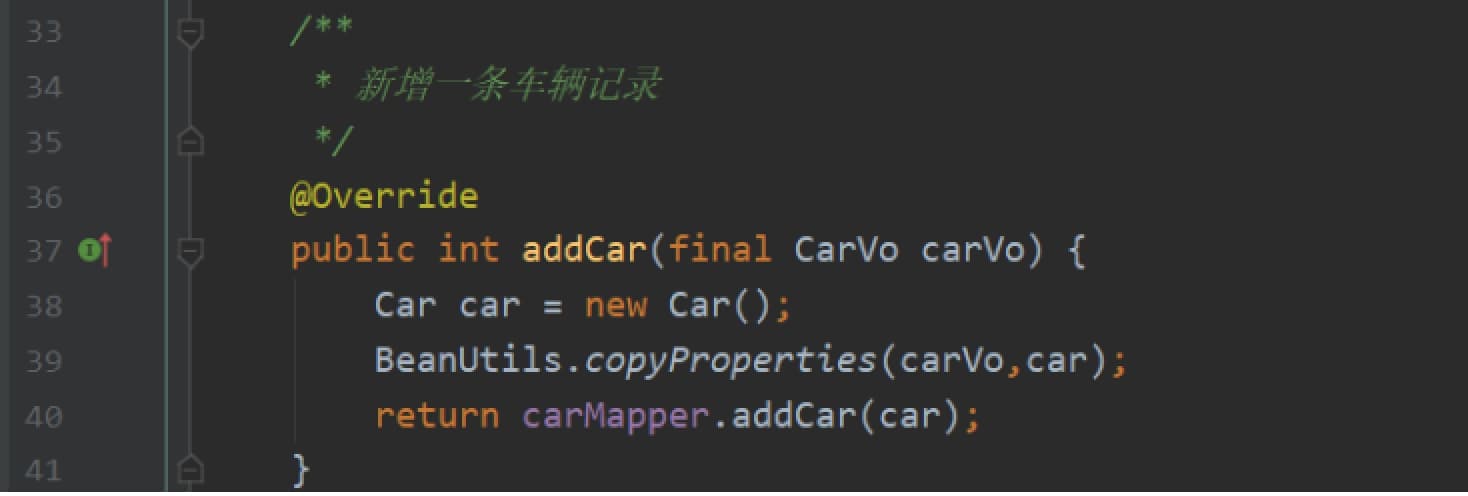 33 /**
34 * 新增一条车辆记录
35 */
36 @Override
37 public int addCar(final CarVo carVo) {
38 Car car = new Car();
39 BeanUtils.copyProperties(carVo,car);
40 return carMapper.addCar(car);
41 }